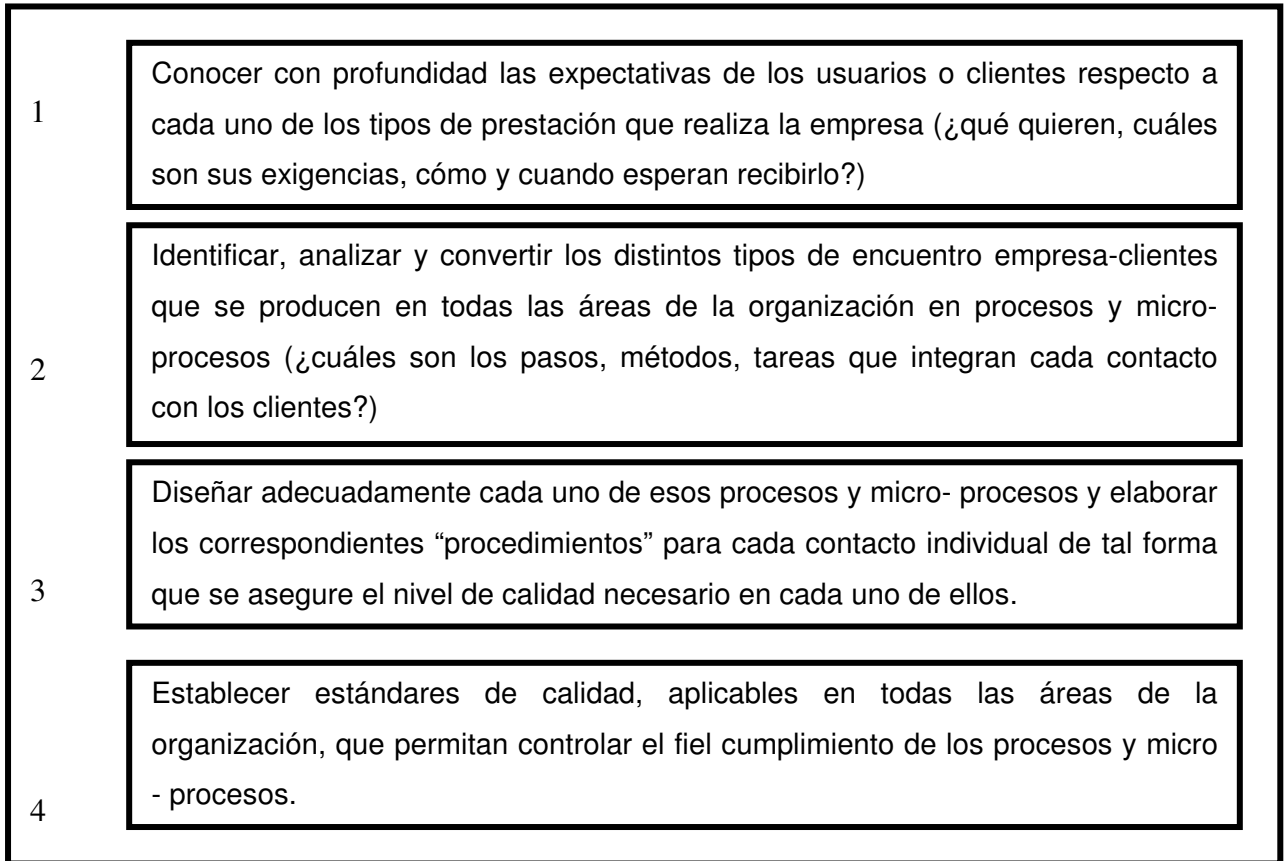 1
Conocer con profundidad las expectativas de los usuarios o clientes respecto a
cada uno de los tipos de prestación que realiza la empresa (¿qué quieren, cuáles
son sus exigencias, cómo y cuando esperan recibirlo?)
2
Identificar, analizar y convertir los distintos tipos de encuentro empresa-clientes
que se producen en todas las áreas de la organización en procesos y micro-
procesos (¿cuáles son los pasos, métodos, tareas que integran cada contacto
con los clientes?)
3
Diseñar adecuadamente cada uno de esos procesos y micro- procesos y elaborar
los correspondientes “procedimientos” para cada contacto individual de tal forma
que se asegure el nivel de calidad necesario en cada uno de ellos.
4
Establecer estándares de calidad, aplicables en todas las áreas de la
organización, que permitan controlar el fiel cumplimiento de los procesos y micro
- procesos.